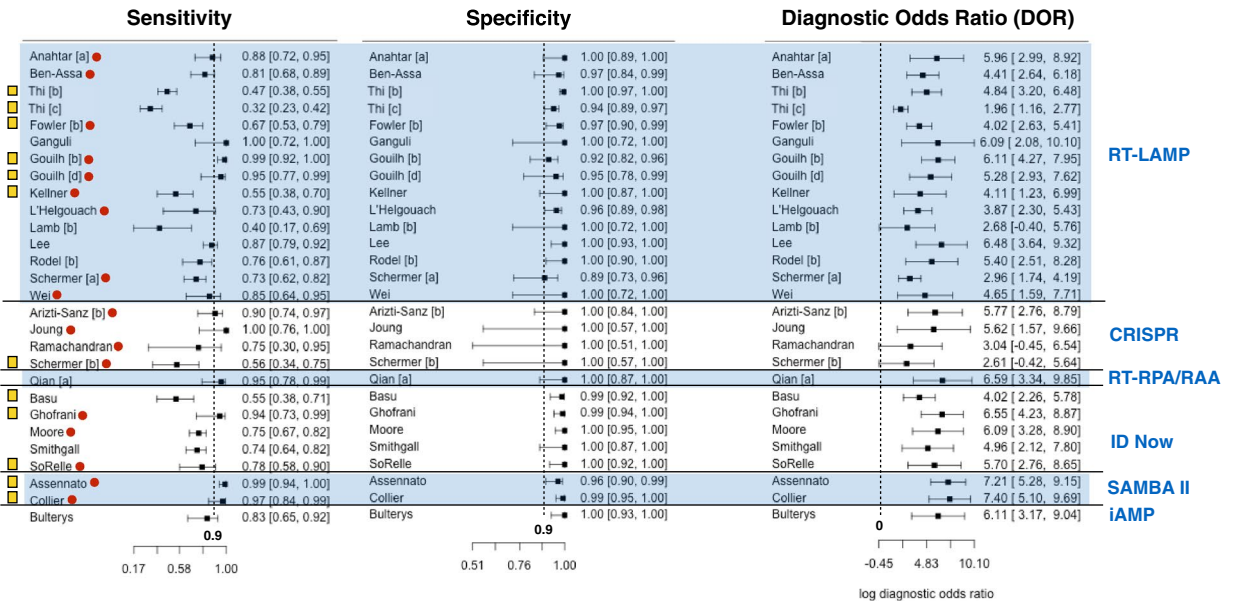 Sensitivity Specificity Diagnostic Odds Ratio (DOR)
Anahtar [a] 0.88 [0.72, 0.95] Anahtar [a] 1.00 [0.89, 1.00] Anahtar [a] 5.96 [ 2.99, 8.92]
Ben-Assa 0.81 [0.68, 0.89] Ben-Assa 0.97 [0.84, 0.99] Ben-Assa 4.41 [ 2.64, 6.18]
Thi [b] 0.47 [0.38, 0.55] Thi [b] 1.00 [0.97, 1.00] Thi [b] 4.84 [ 3.20, 6.48]
Thi [c] 0.32 [0.23, 0.42] Thi [c] 0.94 [0.89, 0.97] Thi [c] 1.96 [ 1.16, 2.77]
Fowler [b] 0.67 [0.53, 0.79] Fowler [b] 0.97 [0.90, 0.99] Fowler [b] 4.02 [ 2.63, 5.41]
Ganguli 1.00 [0.72, 1.00] Ganguli 1.00 [0.72, 1.00] Ganguli 6.09 [ 2.08, 10.10]
RT-LAMP
Gouilh [b] 0.99 [0.92, 1.00] Gouilh [b] 0.92 [0.82, 0.96] Gouilh [b] 6.11 [ 4.27, 7.95]
Gouilh [d] 0.95 [0.77, 0.99] Gouilh [d] 0.95 [0.78, 0.99] Gouilh [d] 5.28 [ 2.93, 7.62]
Kellner 0.55 [0.38, 0.70] Kellner 1.00 [0.87, 1.00] Kellner 4.11 [ 1.23, 6.99]
L'Helgouach 0.73 [0.43, 0.90] L'Helgouach 0.96 [0.89, 0.98] L'Helgouach 3.87 [ 2.30, 5.43]
Lamb [b] 0.40 [0.17, 0.69] Lamb [b] 1.00 [0.72, 1.00] Lamb [b] 2.68 [-0.40, 5.76]
Lee 0.87 [0.79, 0.92] Lee 1.00 [0.93, 1.00] Lee 6.48 [ 3.64, 9.32]
Rodel [b] 0.76 [0.61, 0.87] Rodel [b] 1.00 [0.90, 1.00] Rodel [b] 5.40 [ 2.51, 8.28]
Schermer [a] 0.73 [0.62, 0.82] Schermer [a] 0.89 [0.73, 0.96] Schermer [a] 2.96 [ 1.74, 4.19]
Wei 0.85 [0.64, 0.95] Wei 1.00 [0.72, 1.00] Wei 4.65 [ 1.59, 7.71]
Arizti-Sanz [b] 0.90 [0.74, 0.97] Arizti-Sanz [b] 1.00 [0.84, 1.00] Arizti-Sanz [b] 5.77 [ 2.76, 8.79]
Joung 1.00 [0.76, 1.00] Joung 1.00 [0.57, 1.00] Joung 5.62 [ 1.57, 9.66]
CRISPR
Ramachandran 0.75 [0.30, 0.95] Ramachandran 1.00 [0.51, 1.00] Ramachandran 3.04 [-0.45, 6.54]
Schermer [b] 0.56 [0.34, 0.75] Schermer [b] 1.00 [0.57, 1.00] Schermer [b] 2.61 [-0.42, 5.64]
Qian [a] 0.95 [0.78, 0.99] Qian [a] 1.00 [0.87, 1.00] Qian [a] 6.59 [ 3.34, 9.85] RT-RPA/RAA
Basu 0.55 [0.38, 0.71] Basu 0.99 [0.92, 1.00] Basu 4.02 [ 2.26, 5.78]
Ghofrani 0.94 [0.73, 0.99] Ghofrani 0.99 [0.94, 1.00] Ghofrani 6.55 [ 4.23, 8.87]
Moore 0.75 [0.67, 0.82] Moore 1.00 [0.95, 1.00] Moore 6.09 [ 3.28, 8.90]
ID Now
Smithgall 0.74 [0.64, 0.82] Smithgall 1.00 [0.87, 1.00] Smithgall 4.96 [ 2.12, 7.80]
SoRelle 0.78 [0.58, 0.90] SoRelle 1.00 [0.92, 1.00] SoRelle 5.70 [ 2.76, 8.65]
Assennato 0.99 [0.94, 1.00] Assennato 0.96 [0.90, 0.99] Assennato 7.21 [ 5.28, 9.15] SAMBA II
Collier 0.97 [0.84, 0.99] Collier 0.99 [0.95, 1.00] Collier 7.40 [ 5.10, 9.69]
Bulterys 0.83 [0.65, 0.92] Bulterys 1.00 [0.93, 1.00] Bulterys 6.11 [ 3.17, 9.04] iAMP
0.9 0.9 0
0.17 0.58 1.00 0.51 0.76 1.00 -0.45 4.83 10.10
log diagnostic odds ratio